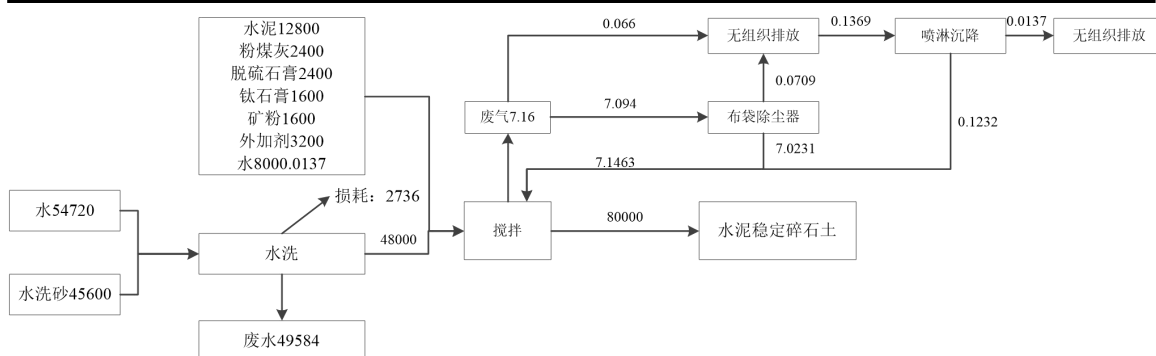 水泥12800
粉煤灰2400
脱硫石膏2400
钛石膏1600
矿粉1600
外加剂3200
水8000.0137
水54720
水洗砂45600
损耗：2736
水洗
48000
废水49584
搅拌
80000
水泥稳定碎石土
废气7.16
0.066
7.094
无组织排放
0.1369
喷淋沉降
0.0137
无组织排放
0.0709
布袋除尘器
7.0231
0.1232
7.1463